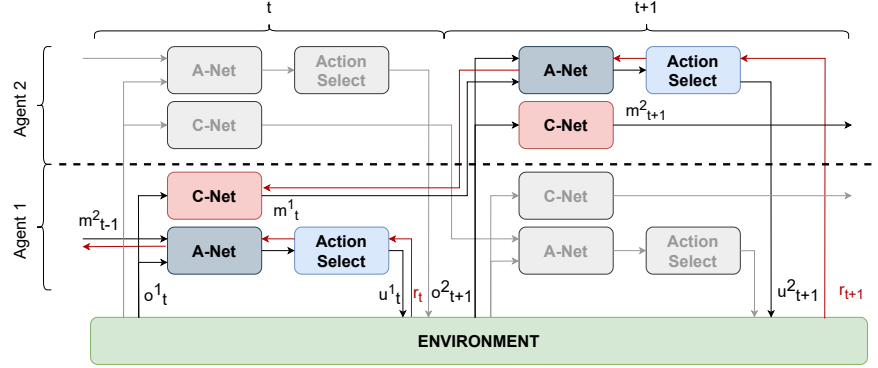 t
t+1
Agent 2
A-Net
Action
Select
A-Net
Action
Select
C-Net
C-Net
m²t+1
Agent 1
C-Net
C-Net
m²t-1
m¹t
A-Net
Action
Select
A-Net
Action
Select
o¹t
u¹t
rt
o²t+1
u²t+1
rt+1
ENVIRONMENT